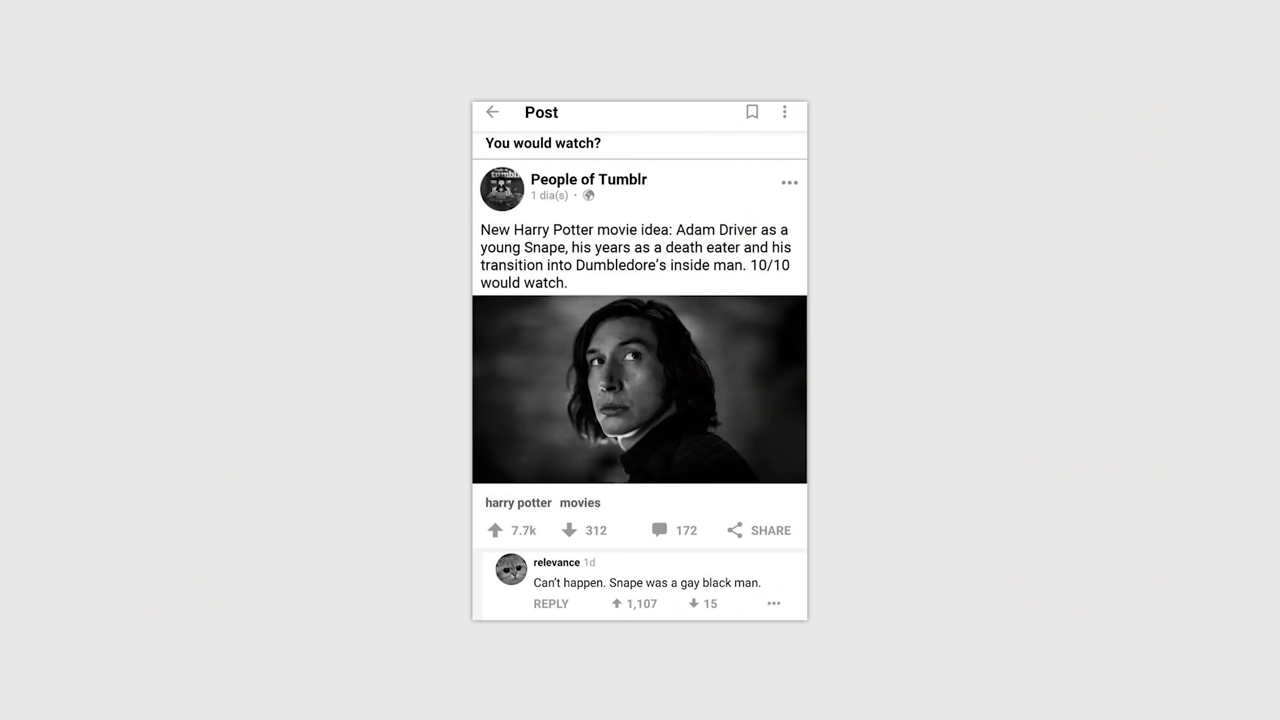 Post
You would watch?
People of Tumblr
1 dia(s) ·
New Harry Potter movie idea: Adam Driver as a
young Snape, his years as a death eater and his
transition into Dumbledore's inside man. 10/10
would watch.
harry potter movies
7.7k 312 172 SHARE
relevance 1d
Can't happen. Snape was a gay black man.
REPLY 1,107 15